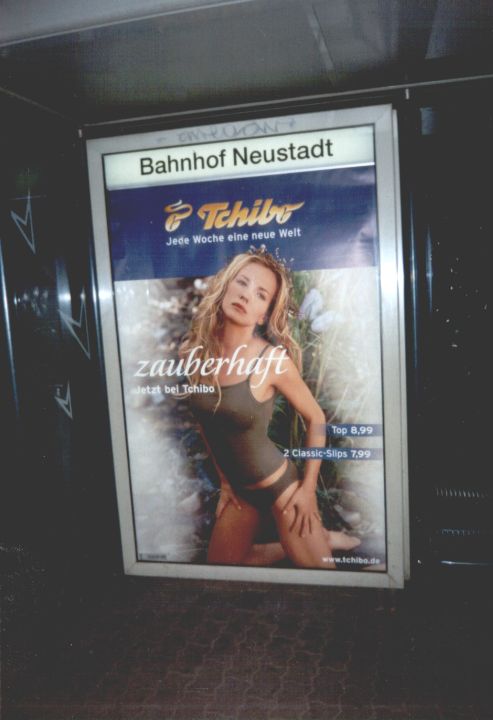 Bahnhof Neustadt
Tchibo
Jede Woche eine neue Welt
zauberhaft
Jetzt bei Tchibo
Top 8,99
2 Classic-Slips 7,99
www.tchibo.de